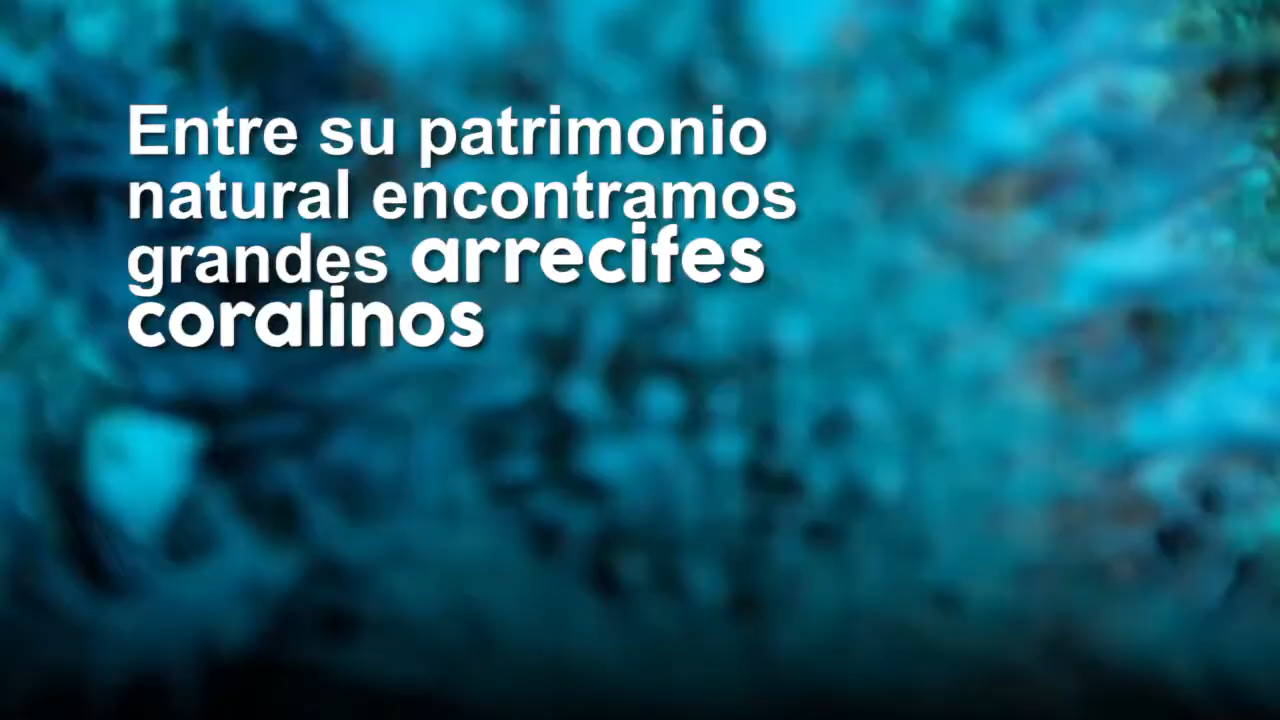 Entre su patrimonio
natural encontramos
grandes arrecifes
coralinos